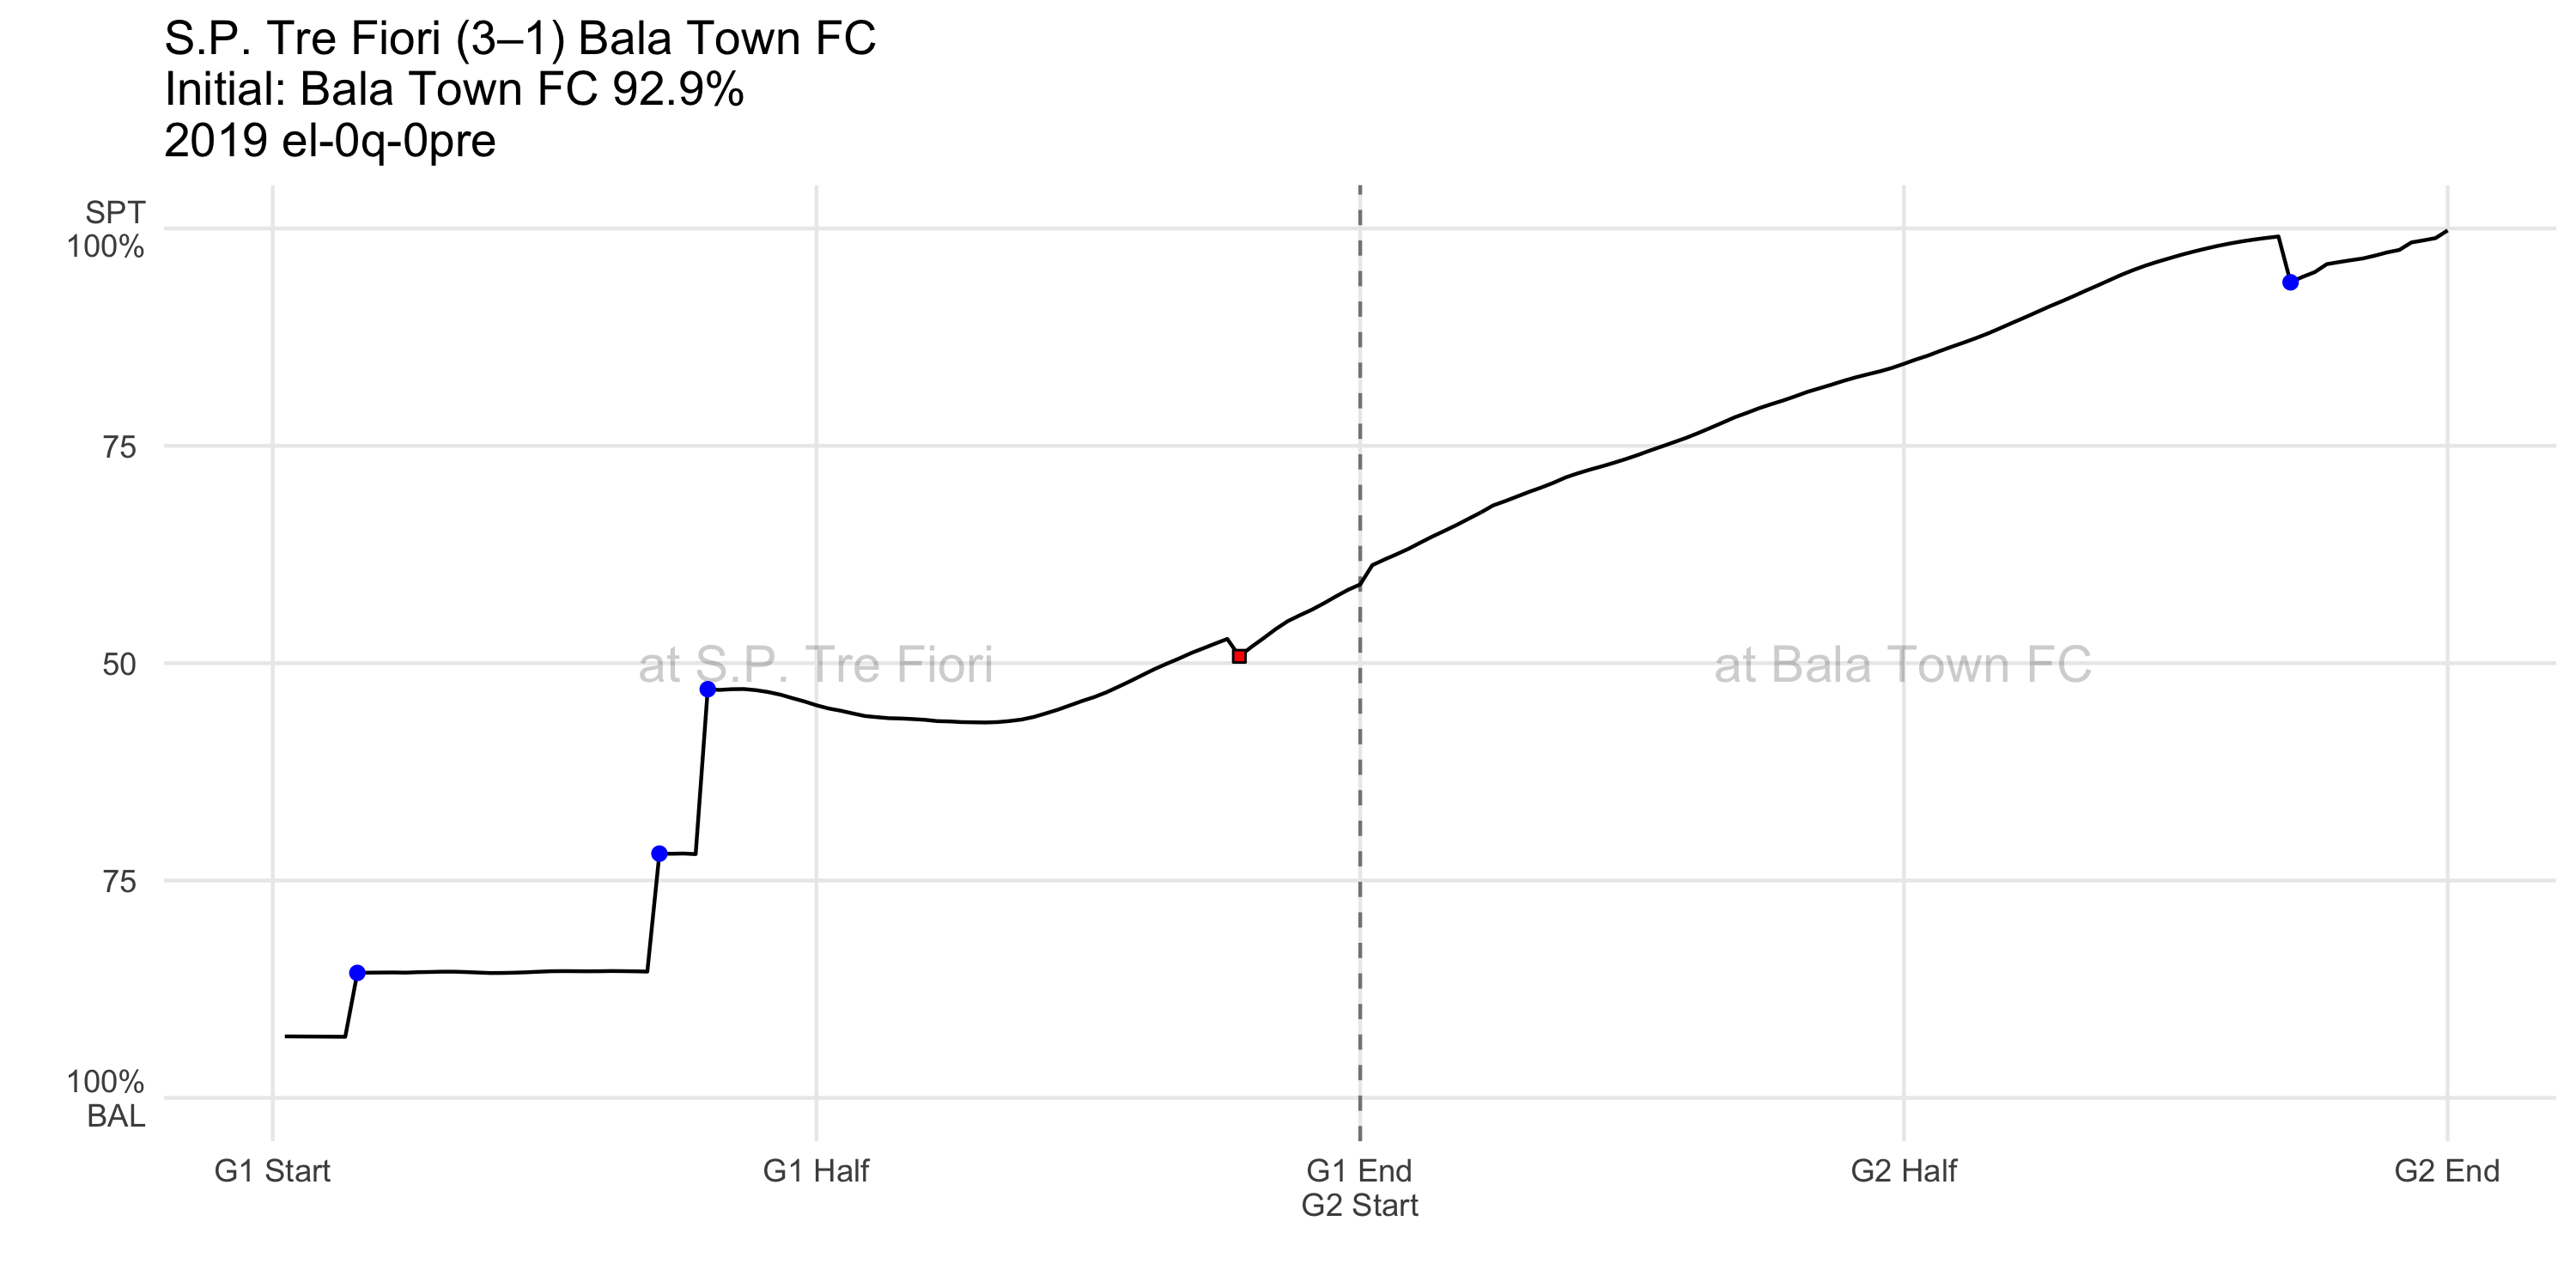 S.P. Tre Fiori (3–1) Bala Town FC
Initial: Bala Town FC 92.9%
2019 el-0q-0pre
SPT
100%
75
50
75
100%
BAL
at S.P. Tre Fiori
at Bala Town FC
G1 Start
G1 Half
G1 End
G2 Start
G2 Half
G2 End